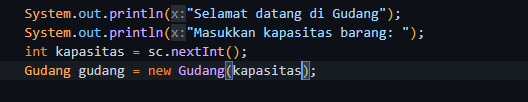 System.out.println(x:"Selamat datang di Gudang");
System.out.println(x:"Masukkan kapasitas barang: ");
int kapasitas = sc.nextInt();
Gudang gudang = new Gudang(kapasitas);